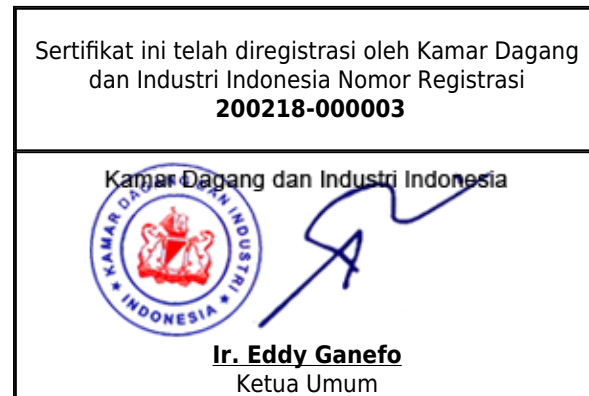 Sertifikat ini telah diregistrasi oleh Kamar Dagang
dan Industri Indonesia Nomor Registrasi
200218-000003
Kamar Dagang dan Industri Indonesia
KAMAR DAGANG DAN INDUSTRI
★ INDONESIA ★
Ir. Eddy Ganefo
Ketua Umum